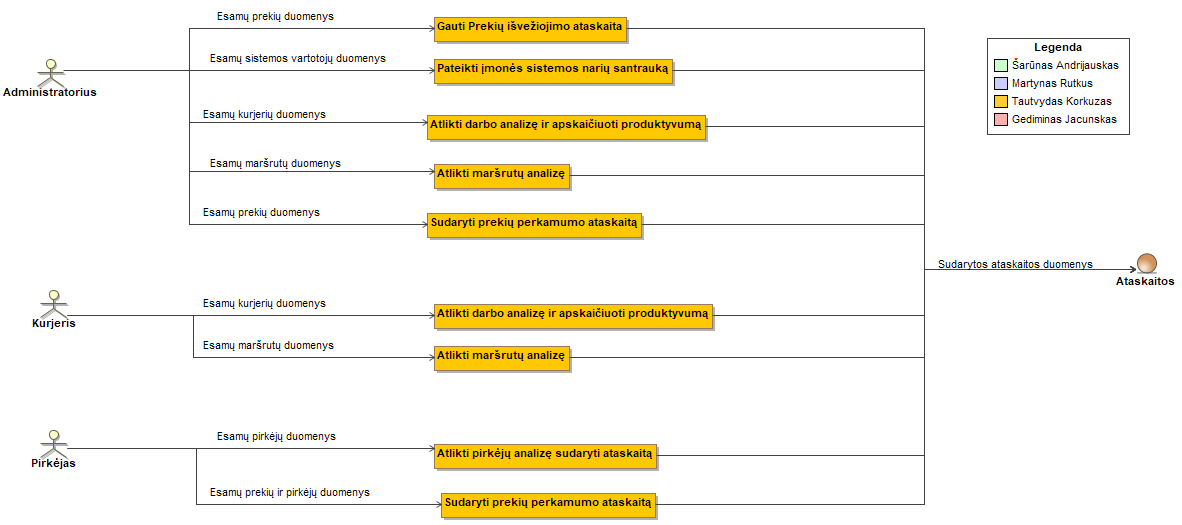 Esamų prekių duomenys
Gauti Prekių išvežiojimo ataskaita
Legenda
Šarūnas Andrijauskas
Martynas Rutkus
Tautvydas Korkuzas
Gediminas Jacunskas
Esamų sistemos vartotojų duomenys
Pateikti įmonės sistemos narių santrauką
Administratorius
Esamų kurjerių duomenys
Atlikti darbo analizę ir apskaičiuoti produktyvumą
Esamų maršrutų duomenys
Atlikti maršrutų analizę
Esamų prekių duomenys
Sudaryti prekių perkamumo ataskaitą
Sudarytos ataskaitos duomenys
Ataskaitos
Esamų kurjerių duomenys
Atlikti darbo analizę ir apskaičiuoti produktyvumą
Kurjeris
Esamų maršrutų duomenys
Atlikti maršrutų analizę
Esamų pirkėjų duomenys
Atlikti pirkėjų analizę sudaryti ataskaitą
Pirkėjas
Esamų prekių ir pirkėjų duomenys
Sudaryti prekių perkamumo ataskaitą